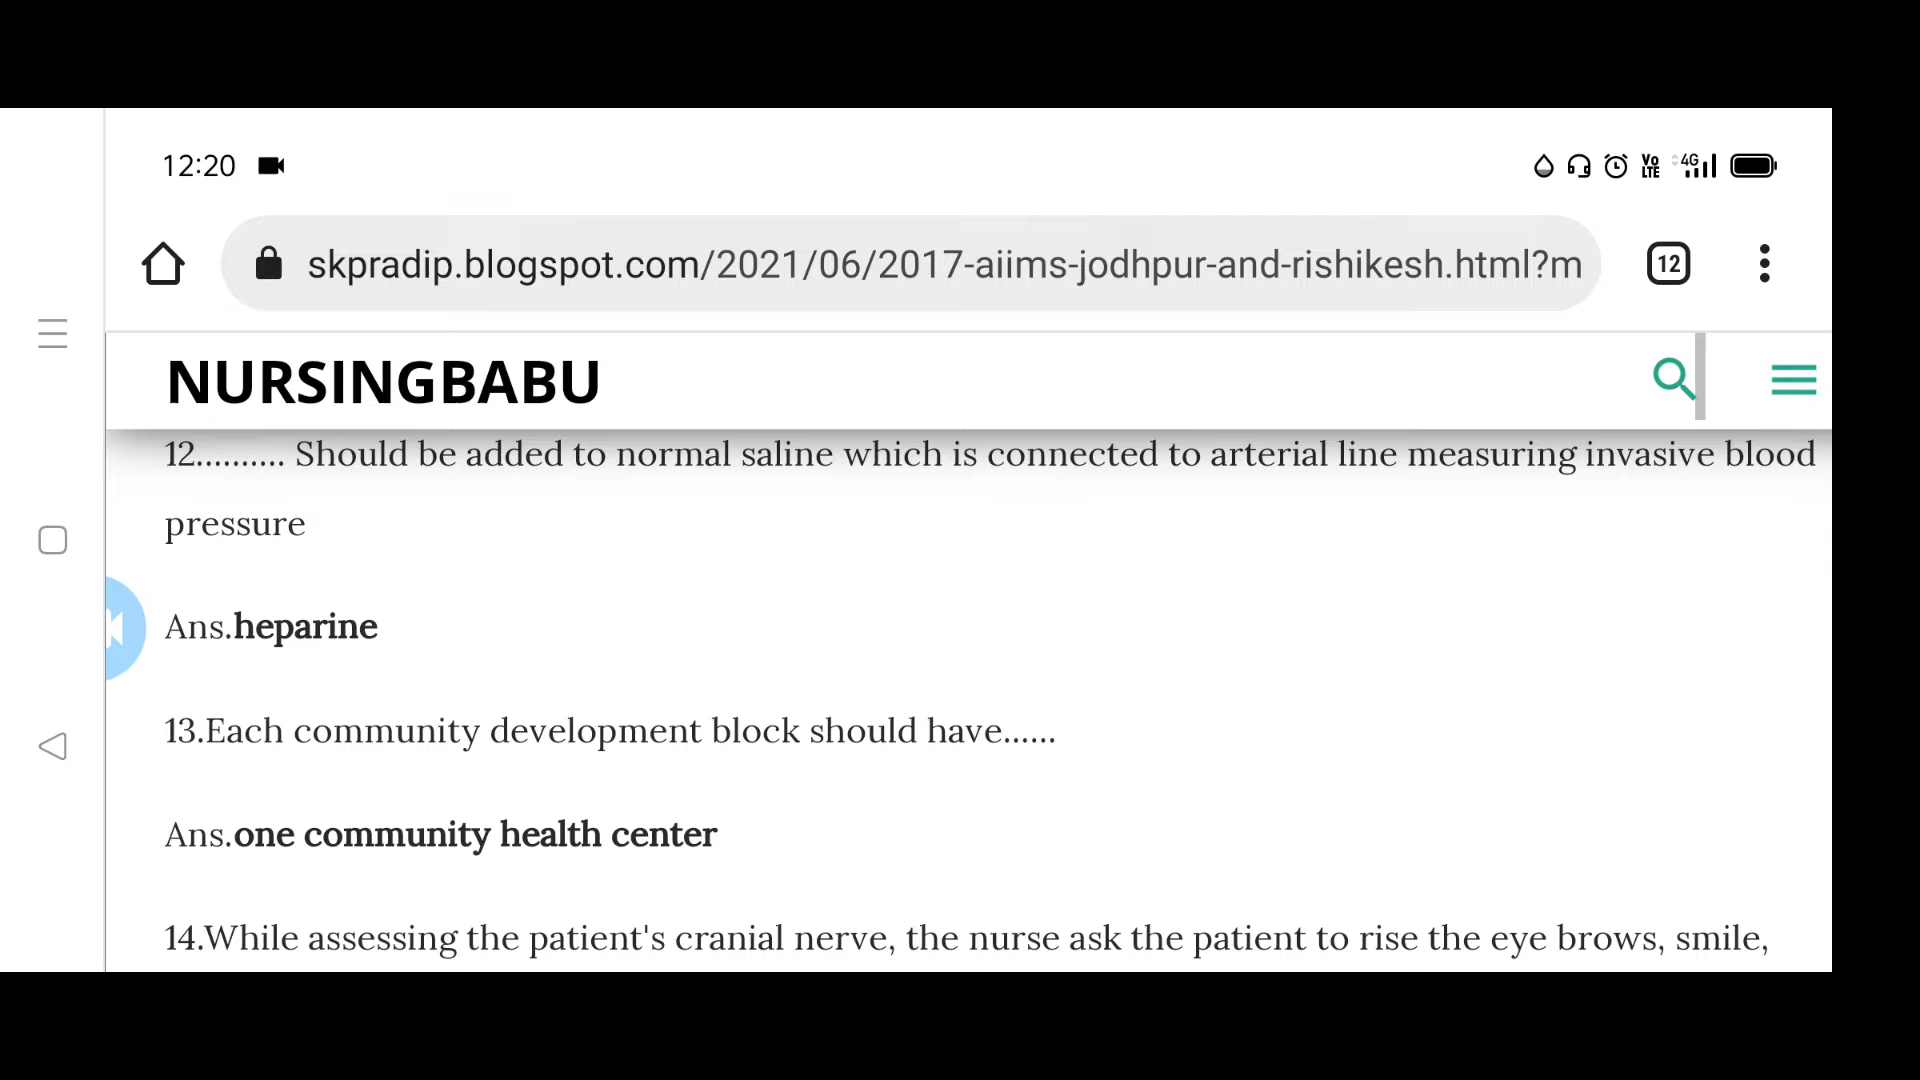 12:20
Vo LTE 4G
skpradip.blogspot.com/2021/06/2017-aiims-jodhpur-and-rishikesh.html?m
12
NURSINGBABU
12.......... Should be added to normal saline which is connected to arterial line measuring invasive blood
pressure
Ans.heparine
13.Each community development block should have......
Ans.one community health center
14.While assessing the patient's cranial nerve, the nurse ask the patient to rise the eye brows, smile,